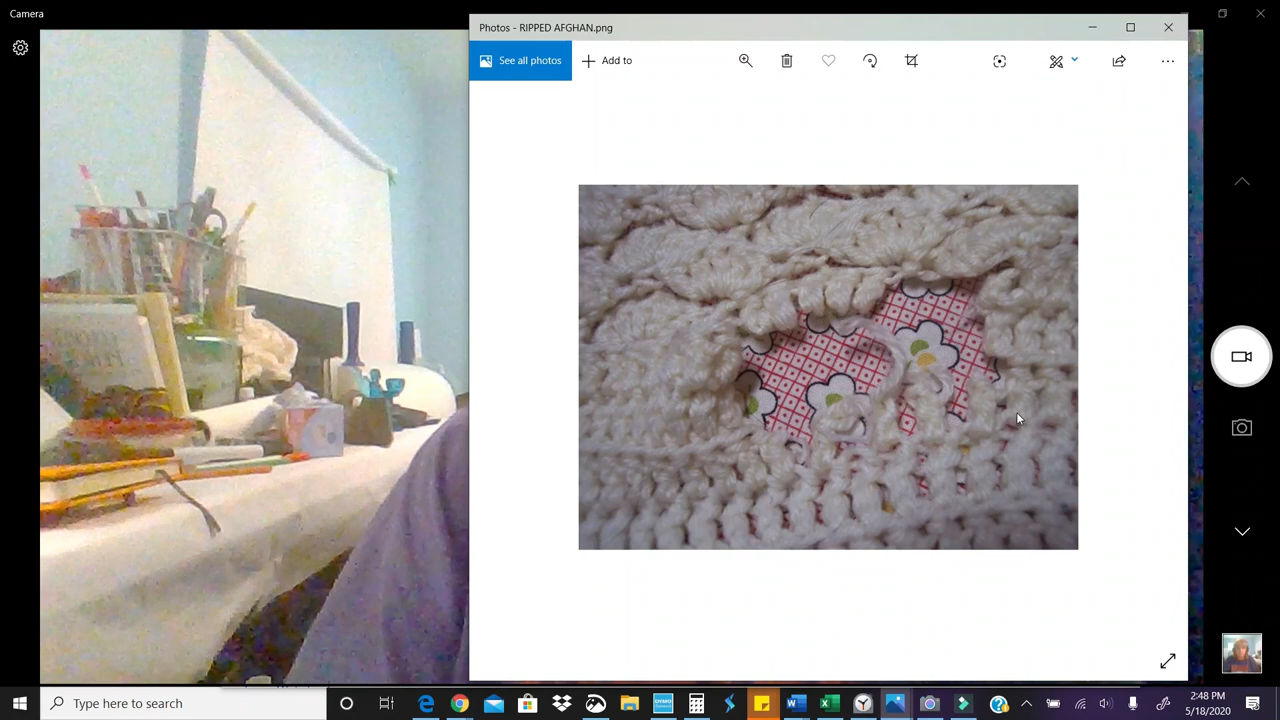 Camera
Photos - RIPPED AFGHAN.png
See all photos
Add to
Type here to search
DYMO
2:48 PM
5/18/2020